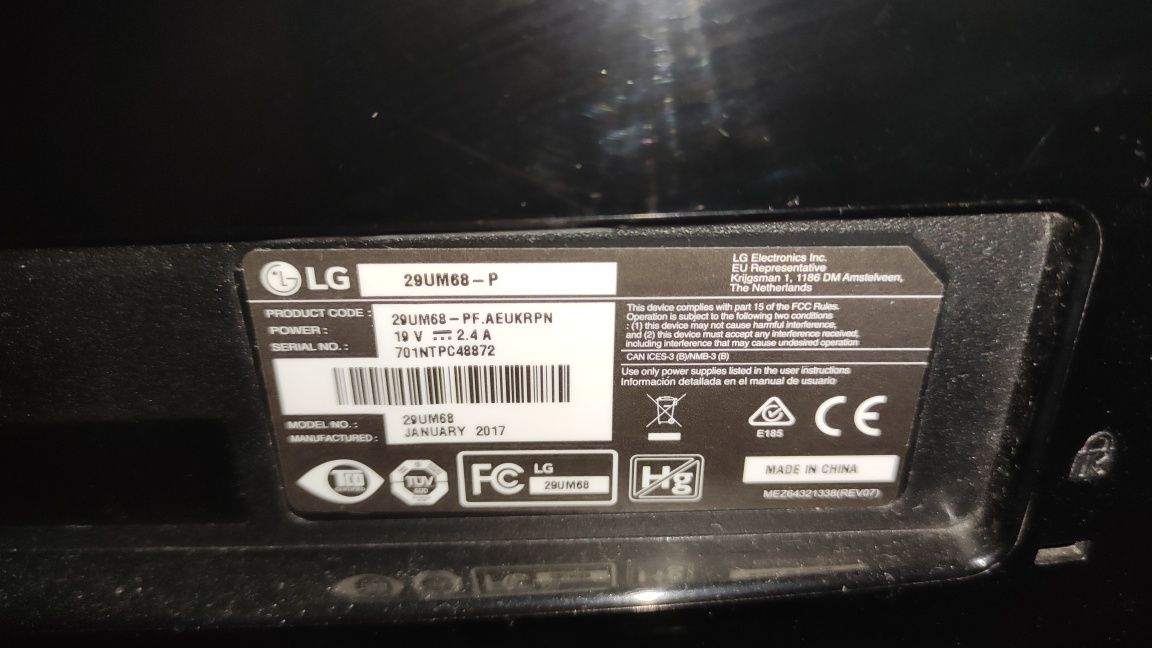 LG 29UM68-P
LG Electronics Inc.
EU Representative
Krijgsman 1, 1186 DM Amstelveen,
The Netherlands
PRODUCT CODE : 29UM68-PF.AEUKRPN
POWER : 19 V 2.4 A
SERIAL NO. : 701NTPC48872
MODEL NO. : 29UM68
MANUFACTURED : JANUARY 2017
This device complies with part 15 of the FCC Rules.
Operation is subject to the following two conditions
: (1) this device may not cause harmful interference,
and (2) this device must accept any interference received,
including interference that may cause undesired operation
CAN ICES-3 (B)/NMB-3 (B)
Use only power supplies listed in the user instructions
Información detallada en el manual de usuario
E185
CE
TCO
CERTIFIED
TÜV
SÜD
FC LG
29UM68
Hg
MADE IN CHINA
MEZ64321338(REV07)